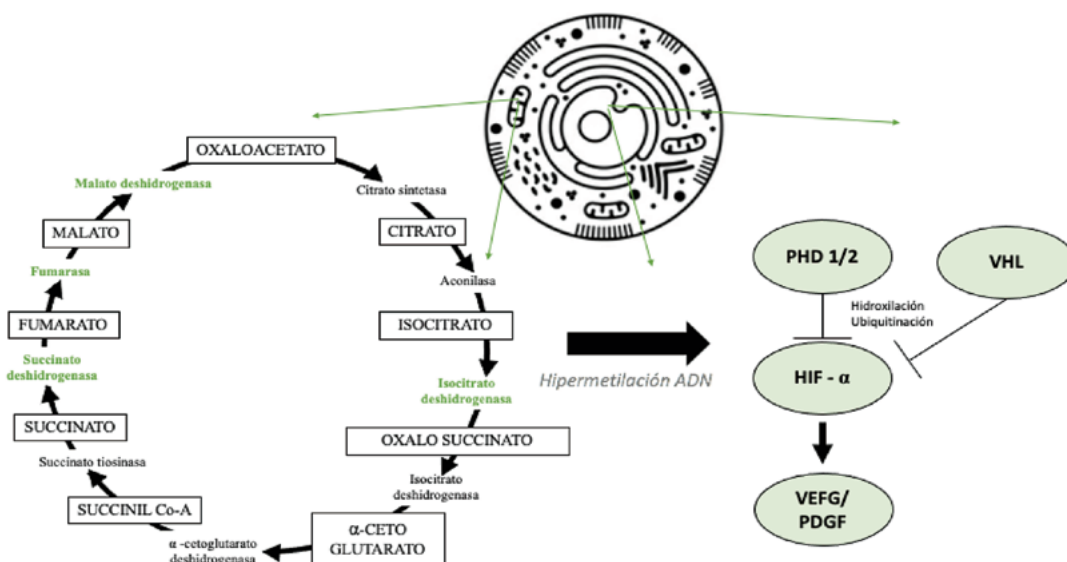 OXALOACETATO
Citrato sintetasa
CITRATO
Aconilasa
ISOCITRATO
Isocitrato
deshidrogenasa
OXALO SUCCINATO
Isocitrato
deshidrogenasa
α-CETO
GLUTARATO
α -cetoglutarato
deshidrogenasa
SUCCINIL Co-A
Succinato tiosinasa
SUCCINATO
Succinato
deshidrogenasa
FUMARATO
Fumarasa
MALATO
Malato deshidrogenasa
Hipermetilación ADN
PHD 1/2
VHL
Hidroxilación
Ubiquitinación
HIF - α
VEFG/
PDGF